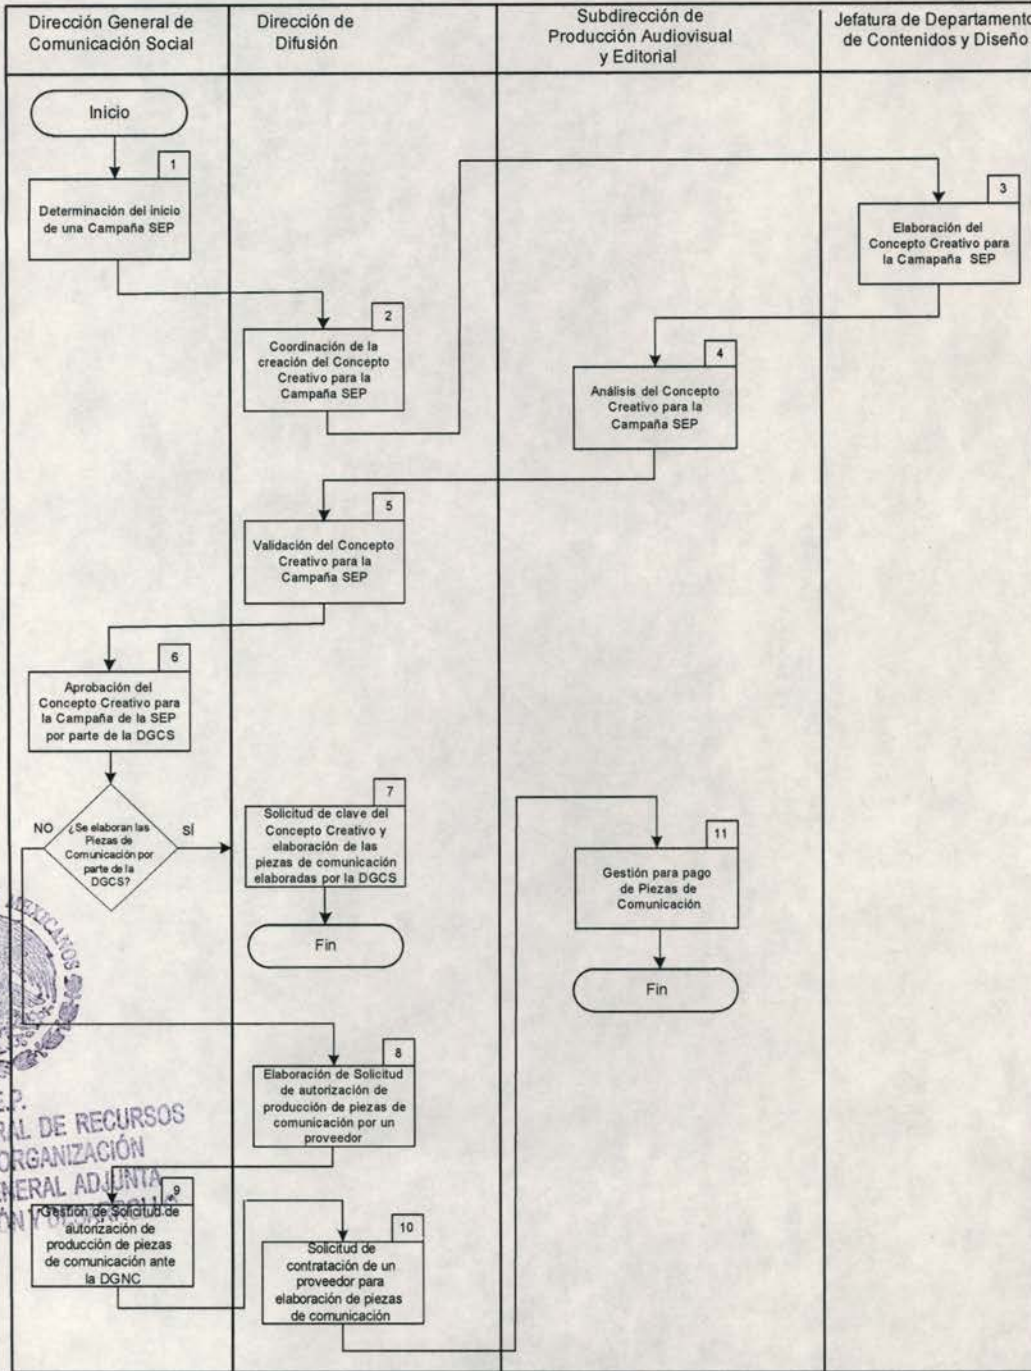 Dirección General de
Comunicación Social
Dirección de
Difusión
Subdirección de
Producción Audiovisual
y Editorial
Jefatura de Departamento
de Contenidos y Diseño
Inicio
1
Determinación del inicio
de una Campaña SEP
2
Coordinación de la
creación del Concepto
Creativo para la
Campaña SEP
3
Elaboración del
Concepto Creativo para
la Camapaña SEP
4
Análisis del Concepto
Creativo para la
Campaña SEP
5
Validación del Concepto
Creativo para la
Campaña SEP
6
Aprobación del
Concepto Creativo para
la Campaña de la SEP
por parte de la DGCS
NO
¿Se elaboran las
Piezas de
Comunicación por
parte de la
DGCS?
SÍ
7
Solicitud de clave del
Concepto Creativo y
elaboración de las
piezas de comunicación
elaboradas por la DGCS
Fin
11
Gestión para pago
de Piezas de
Comunicación
Fin
8
Elaboración de Solicitud
de autorización de
producción de piezas de
comunicación por un
proveedor
9
Gestión de Solicitud de
autorización de
producción de piezas
de comunicación ante
la DGNC
10
Solicitud de
contratación de un
proveedor para
elaboración de piezas
de comunicación
MEXICANOS
E.P.
RAL DE RECURSOS
ORGANIZACIÓN
NERAL ADJUNTA